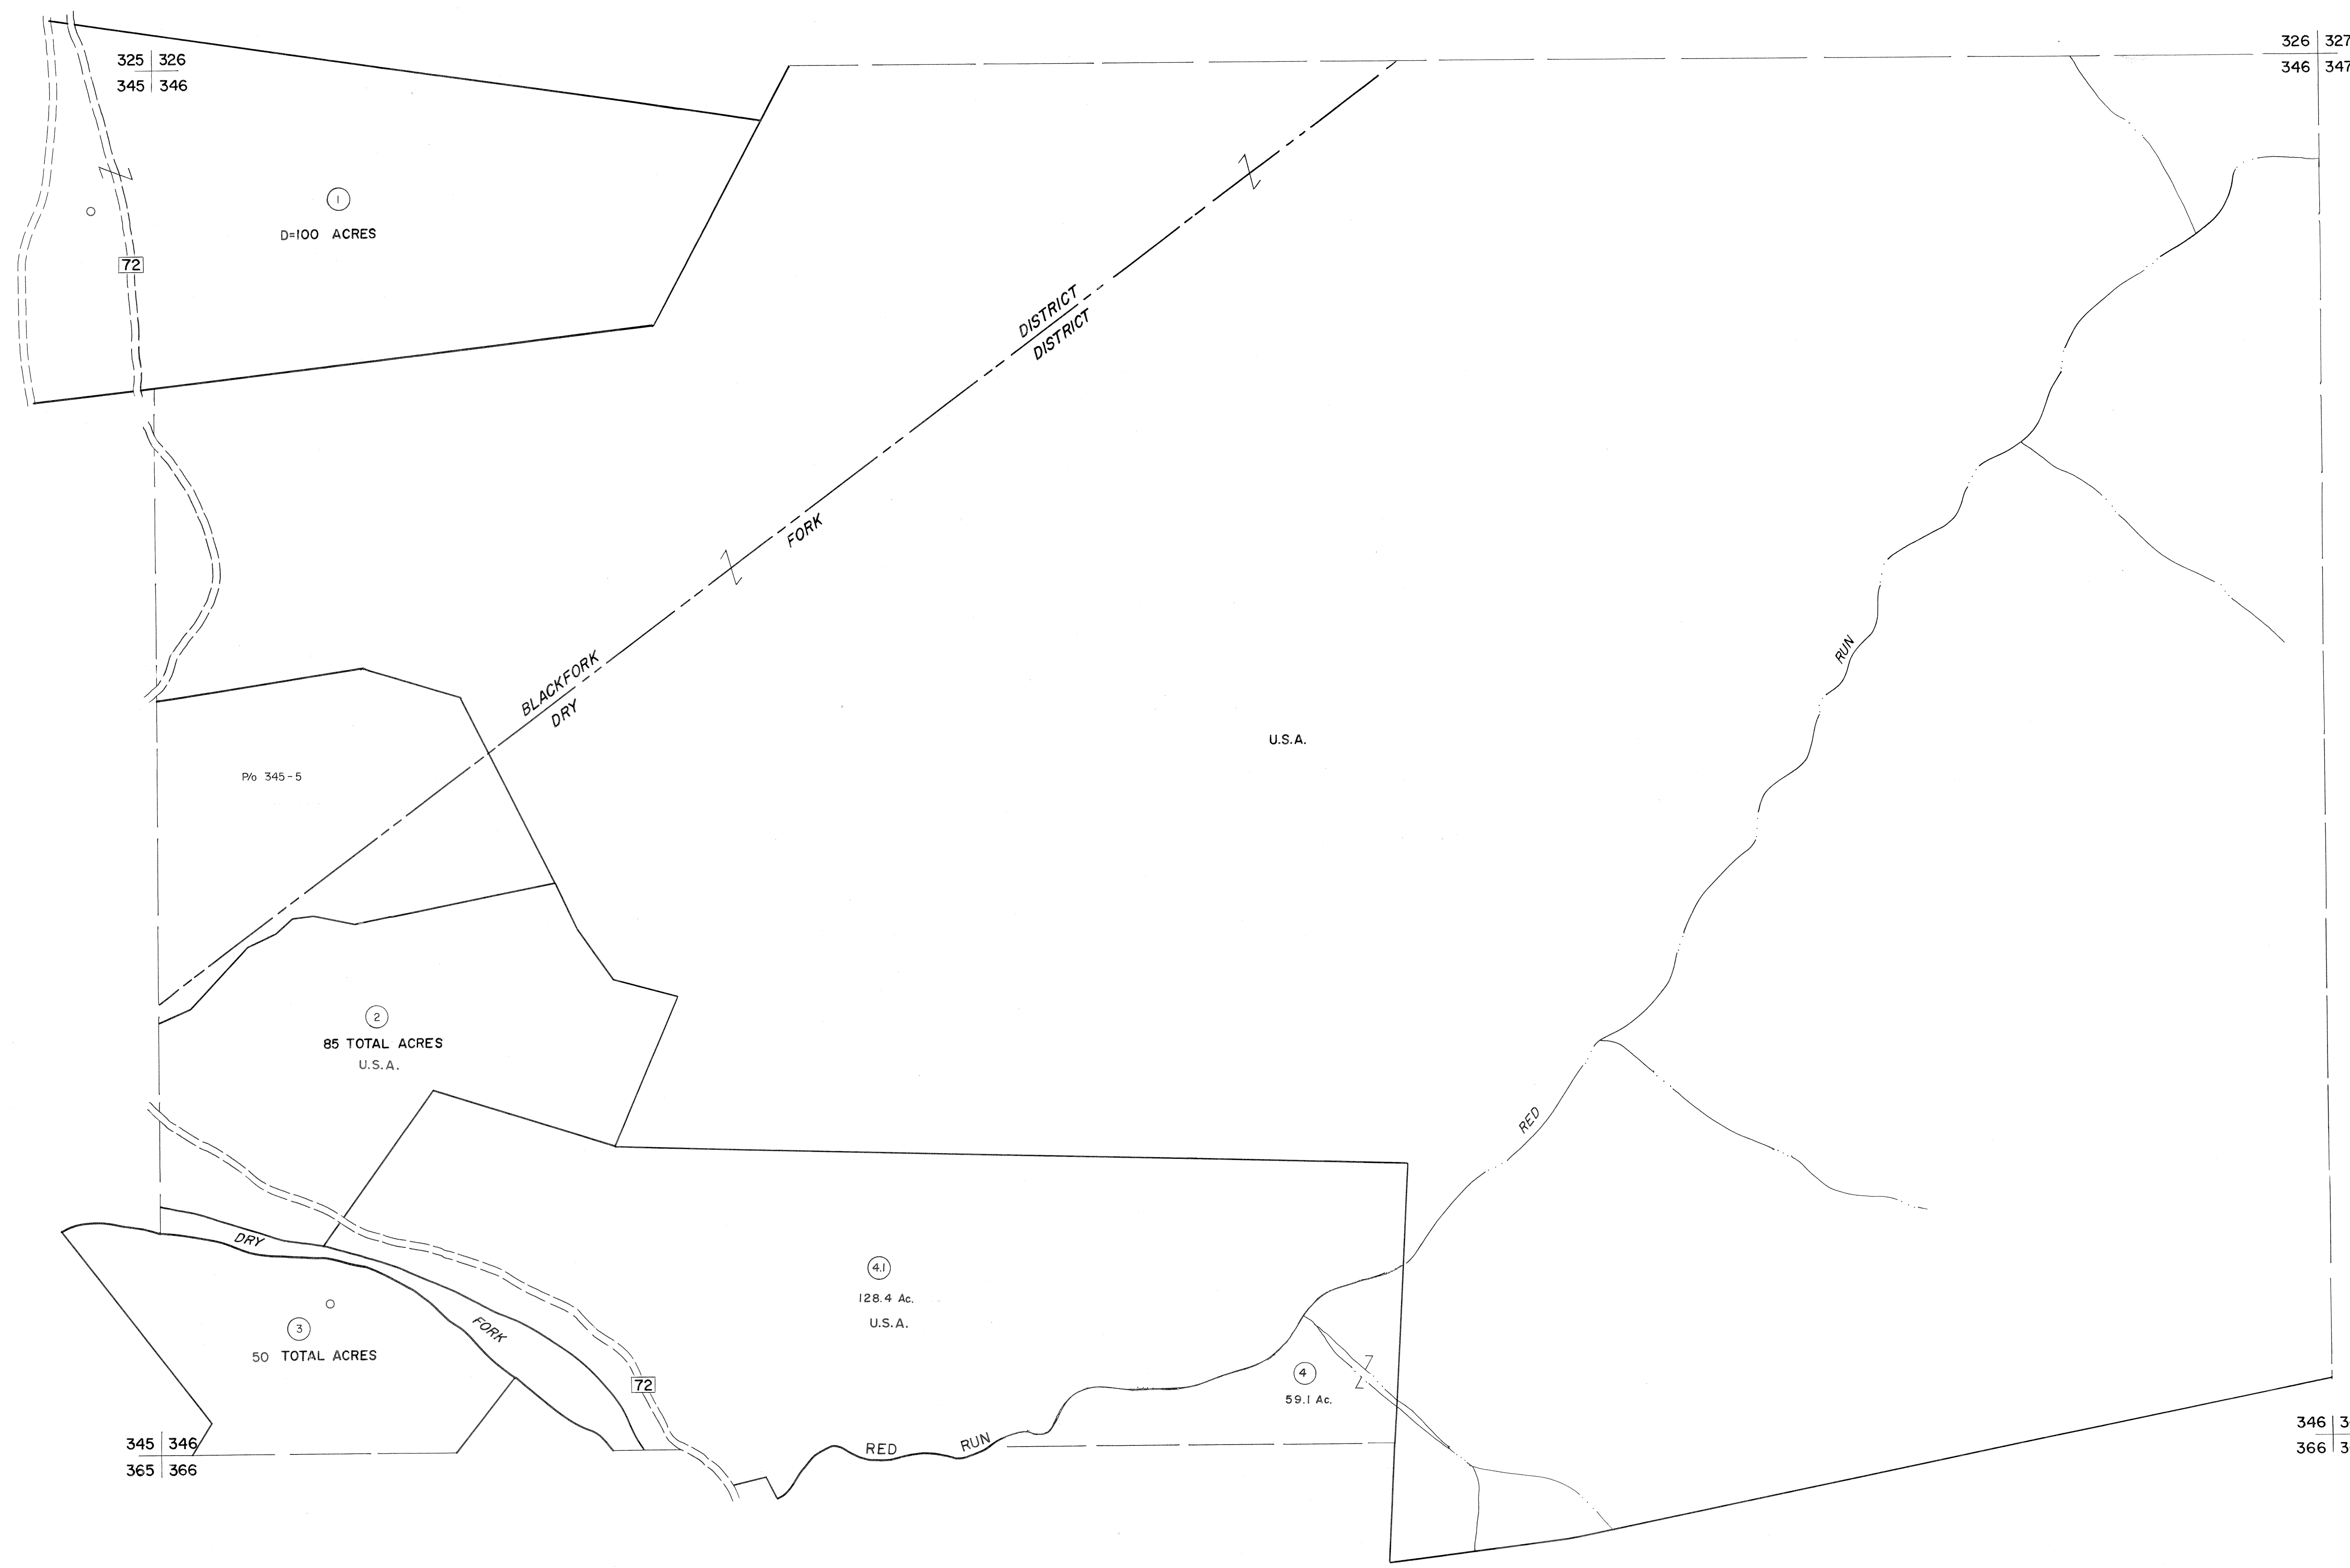 325 326
345 346
326 327
346 347
1
D=100 ACRES
72
DISTRICT
DISTRICT
FORK
BLACKFORK
DRY
RUN
U.S.A.
P/o 345-5
2
85 TOTAL ACRES
U.S.A.
RED
DRY
FORK
3
50 TOTAL ACRES
4.1
128.4 Ac.
U.S.A.
4
59.1 Ac.
72
RED RUN
345 346
365 366
346 3
366 3